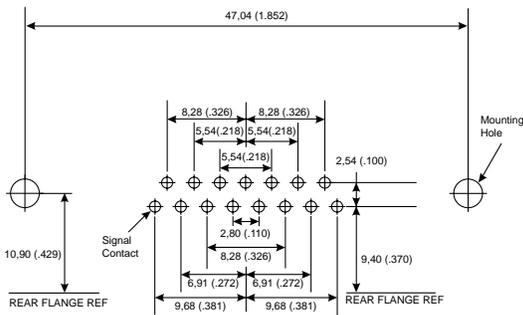 47,04 (1.852)
8,28 (.326) 8,28 (.326)
5,54(.218) 5,54(.218)
5,54(.218)
2,54 (.100)
Mounting
Hole
Signal
Contact
2,80 (.110)
8,28 (.326)
10,90 (.429)
9,40 (.370)
6,91 (.272) 6,91 (.272)
REAR FLANGE REF
REAR FLANGE REF
9,68 (.381) 9,68 (.381)